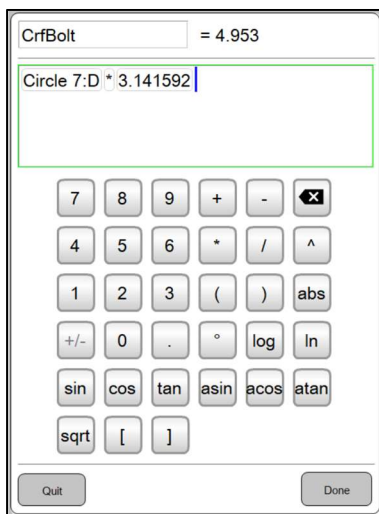 CrfBolt = 4.953
Circle 7:D * 3.141592
7 8 9 + -
4 5 6 * / ^
1 2 3 ( ) abs
+/- 0 . ° log ln
sin cos tan asin acos atan
sqrt [ ]
Quit Done